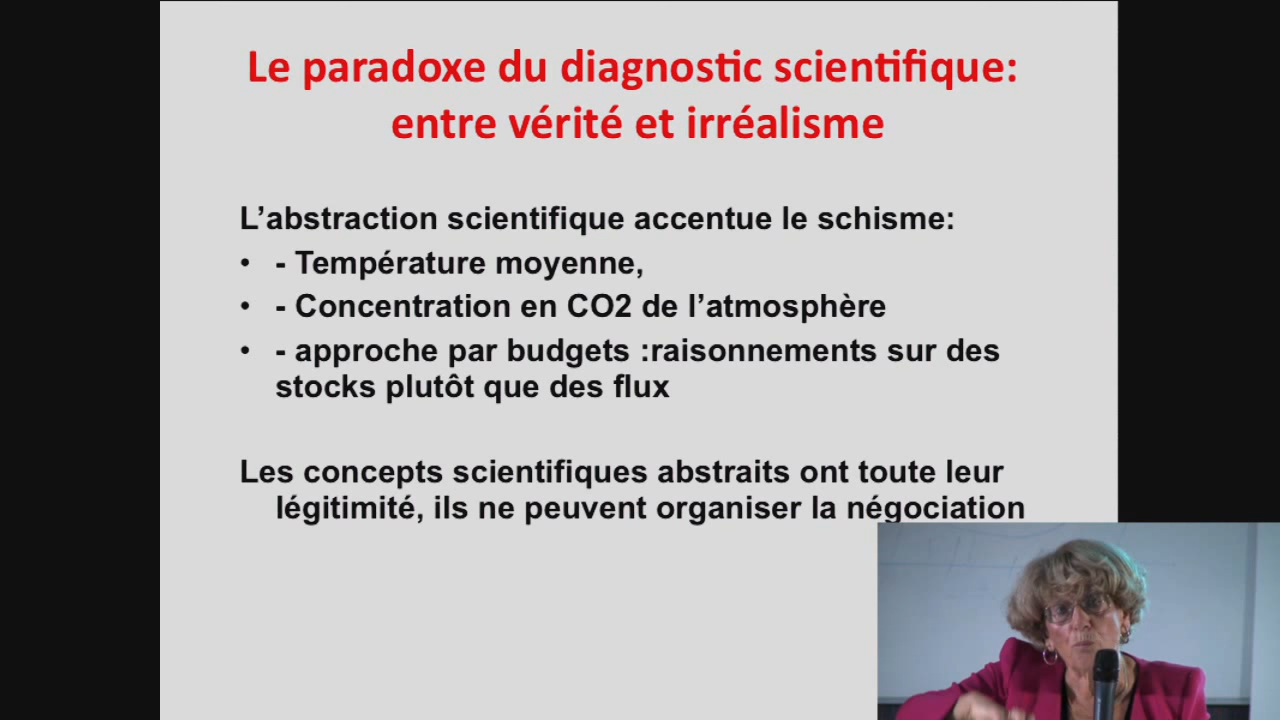 Le paradoxe du diagnostic scientifique:
entre vérité et irréalisme
L’abstraction scientifique accentue le schisme:
• - Température moyenne,
• - Concentration en CO2 de l’atmosphère
• - approche par budgets :raisonnements sur des
stocks plutôt que des flux
Les concepts scientifiques abstraits ont toute leur
légitimité, ils ne peuvent organiser la négociation